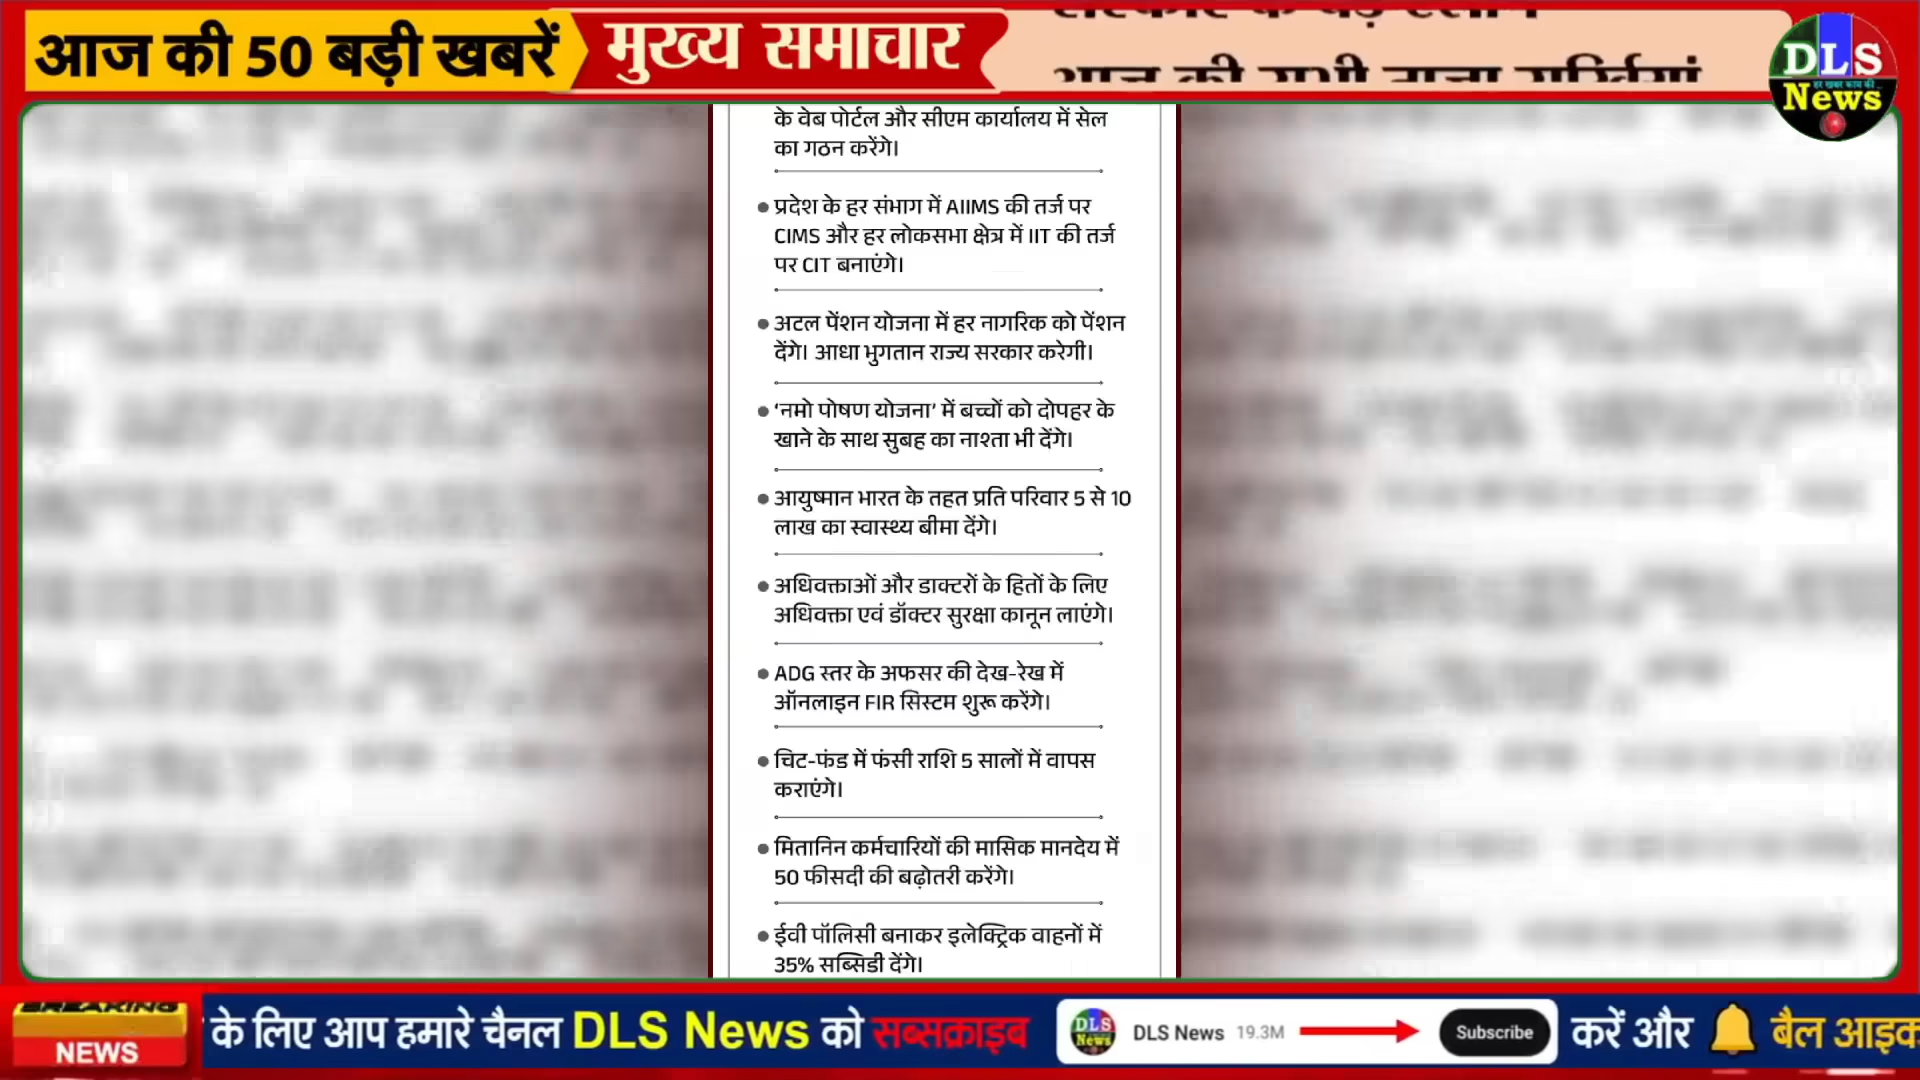 आज की 50 बड़ी खबरें
मुख्य समाचार
DLS
हर खबर काम की
News
के वेब पोर्टल और सीएम कार्यालय में सेल
का गठन करेंगे।
प्रदेश के हर संभाग में AIIMS की तर्ज पर
CIMS और हर लोकसभा क्षेत्र में IIT की तर्ज
पर CIT बनाएंगे।
अटल पेंशन योजना में हर नागरिक को पेंशन
देंगे। आधा भुगतान राज्य सरकार करेगी।
‘नमो पोषण योजना’ में बच्चों को दोपहर के
खाने के साथ सुबह का नाश्ता भी देंगे।
आयुष्मान भारत के तहत प्रति परिवार 5 से 10
लाख का स्वास्थ्य बीमा देंगे।
अधिवक्ताओं और डाक्टरों के हितों के लिए
अधिवक्ता एवं डॉक्टर सुरक्षा कानून लाएंगे।
ADG स्तर के अफसर की देख-रेख में
ऑनलाइन FIR सिस्टम शुरू करेंगे।
चिट-फंड में फंसी राशि 5 सालों में वापस
कराएंगे।
मितानिन कर्मचारियों की मासिक मानदेय में
50 फीसदी की बढ़ोतरी करेंगे।
ईवी पॉलिसी बनाकर इलेक्ट्रिक वाहनों में
35% सब्सिडी देंगे।
BREAKING
NEWS
के लिए आप हमारे चैनल DLS News को सब्सक्राइब DLS News DLS News 19.3M Subscribe करें और बैल आइक